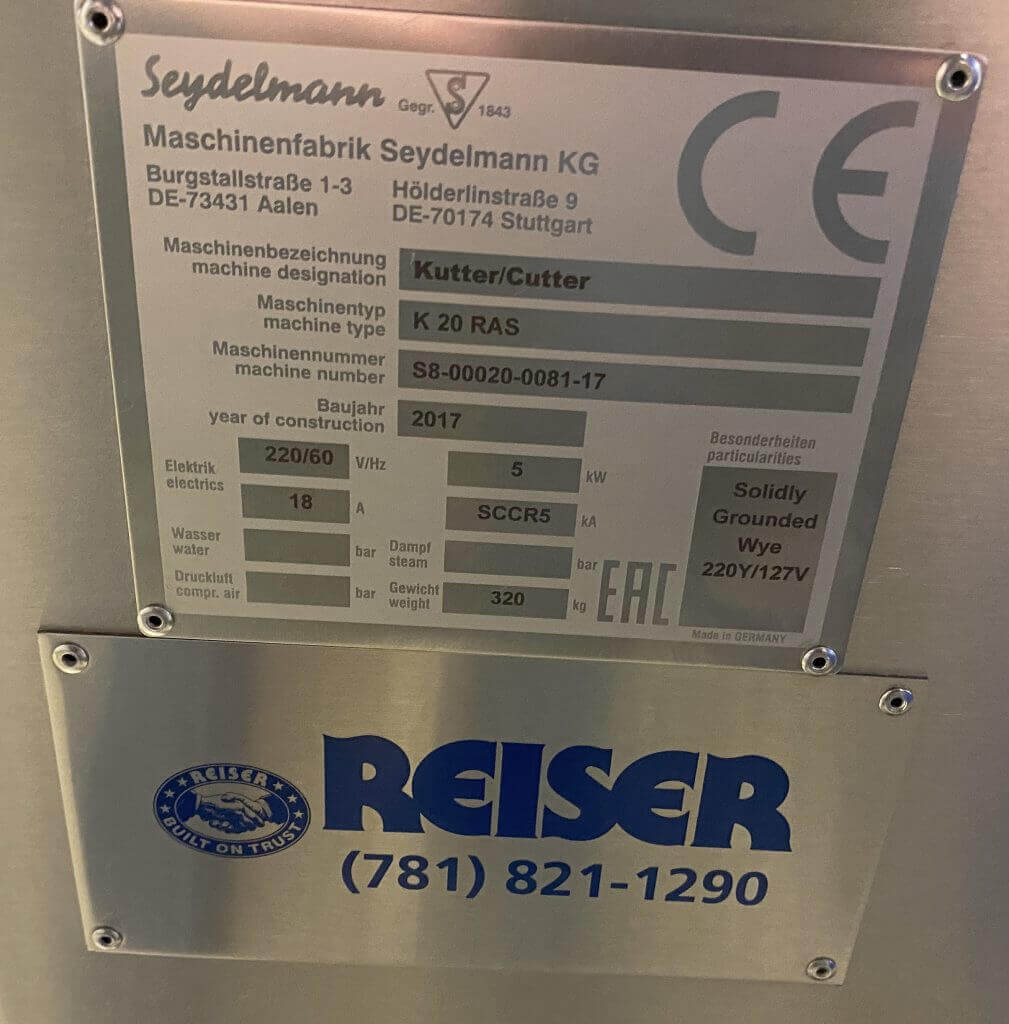 Seydelmann Gegr. S 1843
Maschinenfabrik Seydelmann KG
Burgstallstraße 1-3 Hölderlinstraße 9
DE-73431 Aalen DE-70174 Stuttgart
CE
Maschinenbezeichnung
machine designation Kutter/Cutter
Maschinentyp
machine type K 20 RAS
Maschinennummer
machine number S8-00020-0081-17
Baujahr
year of construction 2017
Elektrik
electrics 220/60 V/Hz 5 kW
18 A SCCR5 kA
Wasser
water bar Dampf
steam bar
Druckluft
compr. air bar Gewicht
weight 320 kg
EAC
Besonderheiten
particularities
Solidly
Grounded
Wye
220Y/127V
Made in GERMANY
REISER
BUILT ON TRUST
REISER
(781) 821-1290